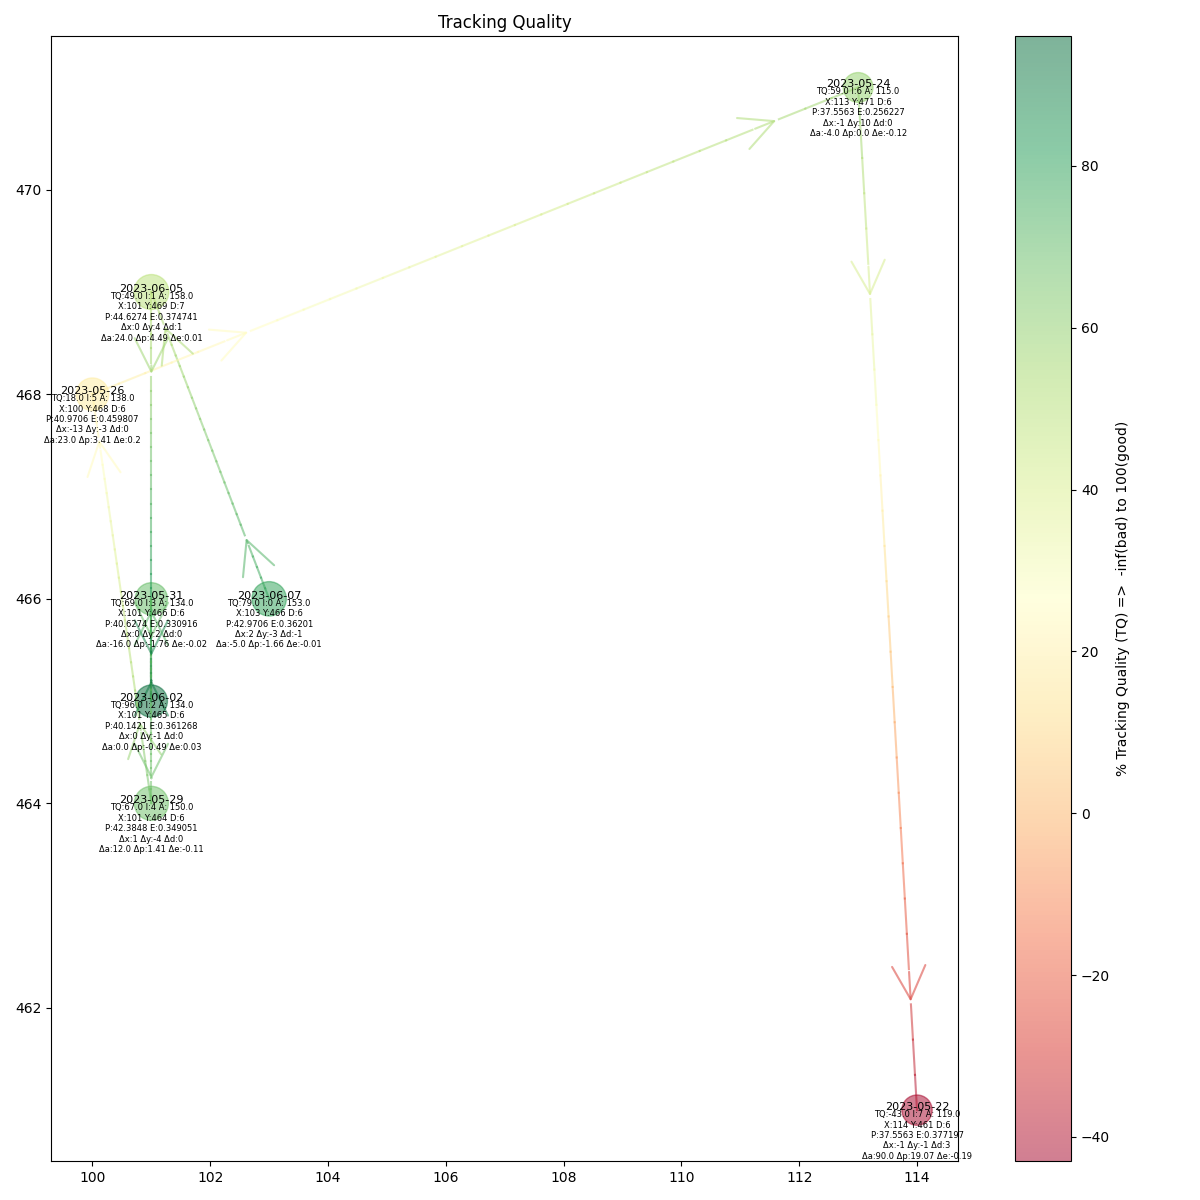 Tracking Quality
2023-05-24
TQ:59.0 I:6 A: 115.0
X:113 Y:471 D:6
P:37.5563 E:0.256227
Δx:-1 Δy:10 Δd:0
Δa:-4.0 Δp:0.0 Δe:-0.12
2023-06-05
TQ:49.0 I:1 A: 158.0
X:101 Y:469 D:7
P:44.6274 E:0.374741
Δx:0 Δy:4 Δd:1
Δa:24.0 Δp:4.49 Δe:0.01
2023-05-26
TQ:18.0 I:5 A: 138.0
X:100 Y:468 D:6
P:40.9706 E:0.459807
Δx:-13 Δy:-3 Δd:0
Δa:23.0 Δp:3.41 Δe:0.2
2023-05-31
TQ:69.0 I:3 A: 134.0
X:101 Y:466 D:6
P:40.6274 E:0.330916
Δx:0 Δy:2 Δd:0
Δa:-16.0 Δp:-1.76 Δe:-0.02
2023-06-07
TQ:79.0 I:0 A: 153.0
X:103 Y:466 D:6
P:42.9706 E:0.36201
Δx:2 Δy:-3 Δd:-1
Δa:-5.0 Δp:-1.66 Δe:-0.01
2023-06-02
TQ:96.0 I:2 A: 134.0
X:101 Y:465 D:6
P:40.1421 E:0.361268
Δx:0 Δy:-1 Δd:0
Δa:0.0 Δp:-0.49 Δe:0.03
2023-05-29
TQ:67.0 I:4 A: 150.0
X:101 Y:464 D:6
P:42.3848 E:0.349051
Δx:1 Δy:-4 Δd:0
Δa:12.0 Δp:1.41 Δe:-0.11
2023-05-22
TQ:-43.0 I:7 A: 119.0
X:114 Y:461 D:6
P:37.5563 E:0.377197
Δx:-1 Δy:-1 Δd:3
Δa:90.0 Δp:19.07 Δe:-0.19
470
468
466
464
462
100 102 104 106 108 110 112 114
80
60
40
20
0
−20
−40
% Tracking Quality (TQ) => -inf(bad) to 100(good)